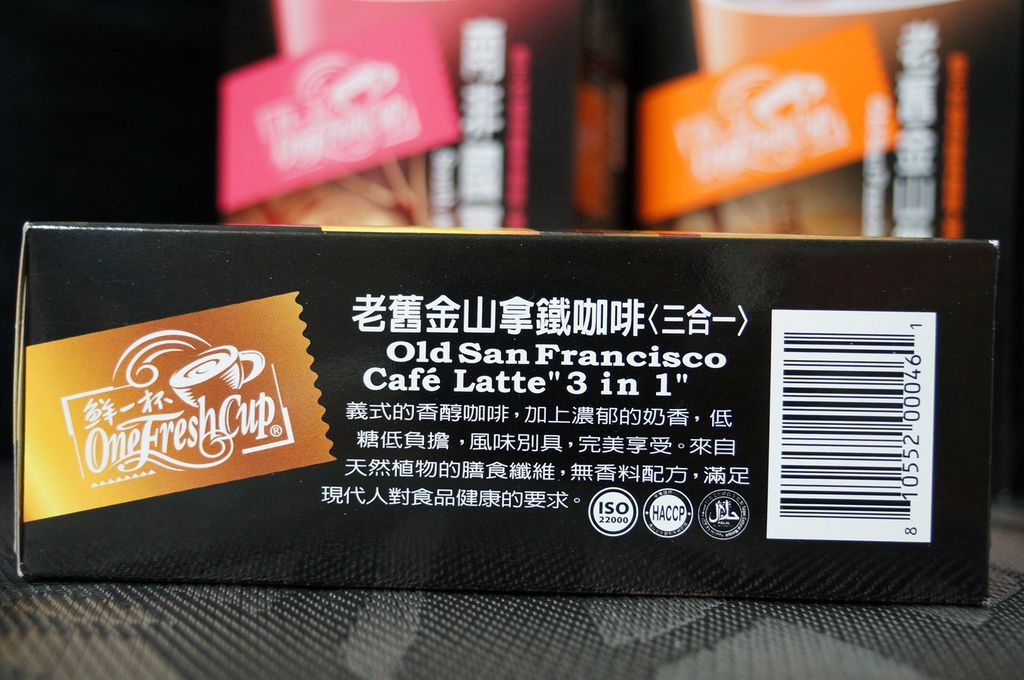 鮮一杯
OneFreshCup®
老舊金山拿鐵咖啡〈三合一〉
Old San Francisco
Café Latte"3 in 1"
義式的香醇咖啡，加上濃郁的奶香，低
糖低負擔，風味別具，完美享受。來自
天然植物的膳食纖維，無香料配方，滿足
現代人對食品健康的要求。
ISO
22000
HACCP
حلال
HALAL
8 10552 00046 1